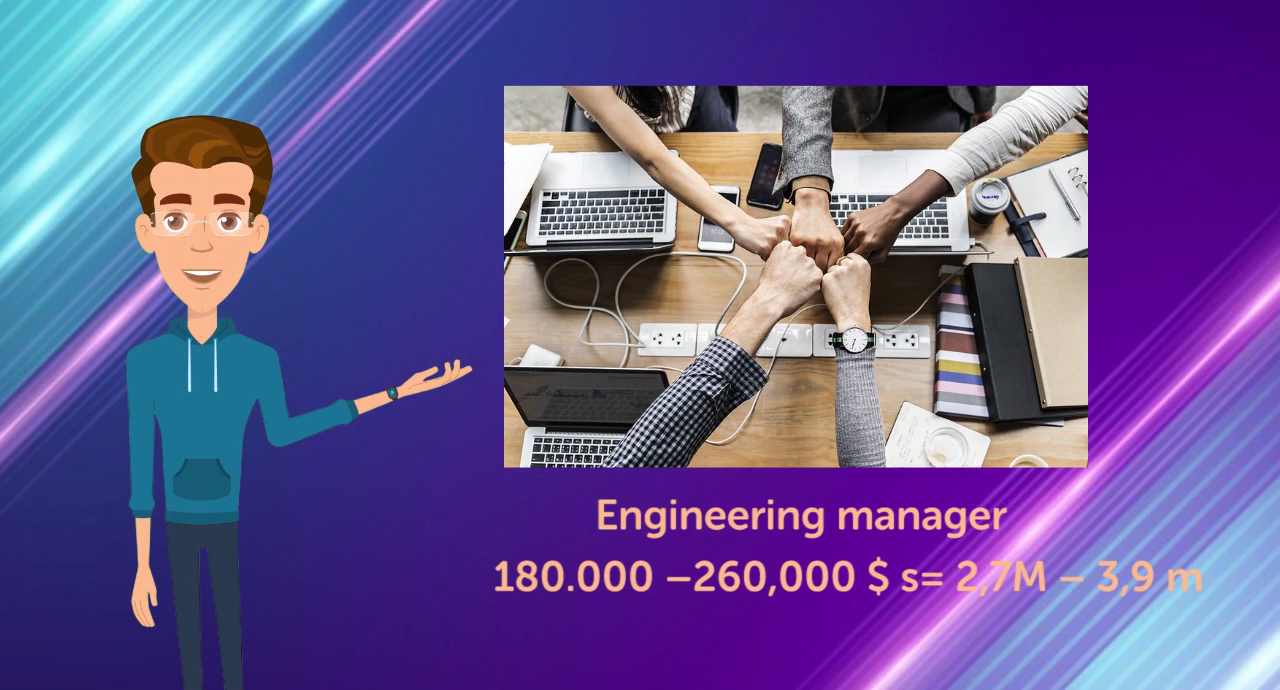 Engineering manager
180.000 –260,000 $ s= 2,7M – 3,9 m